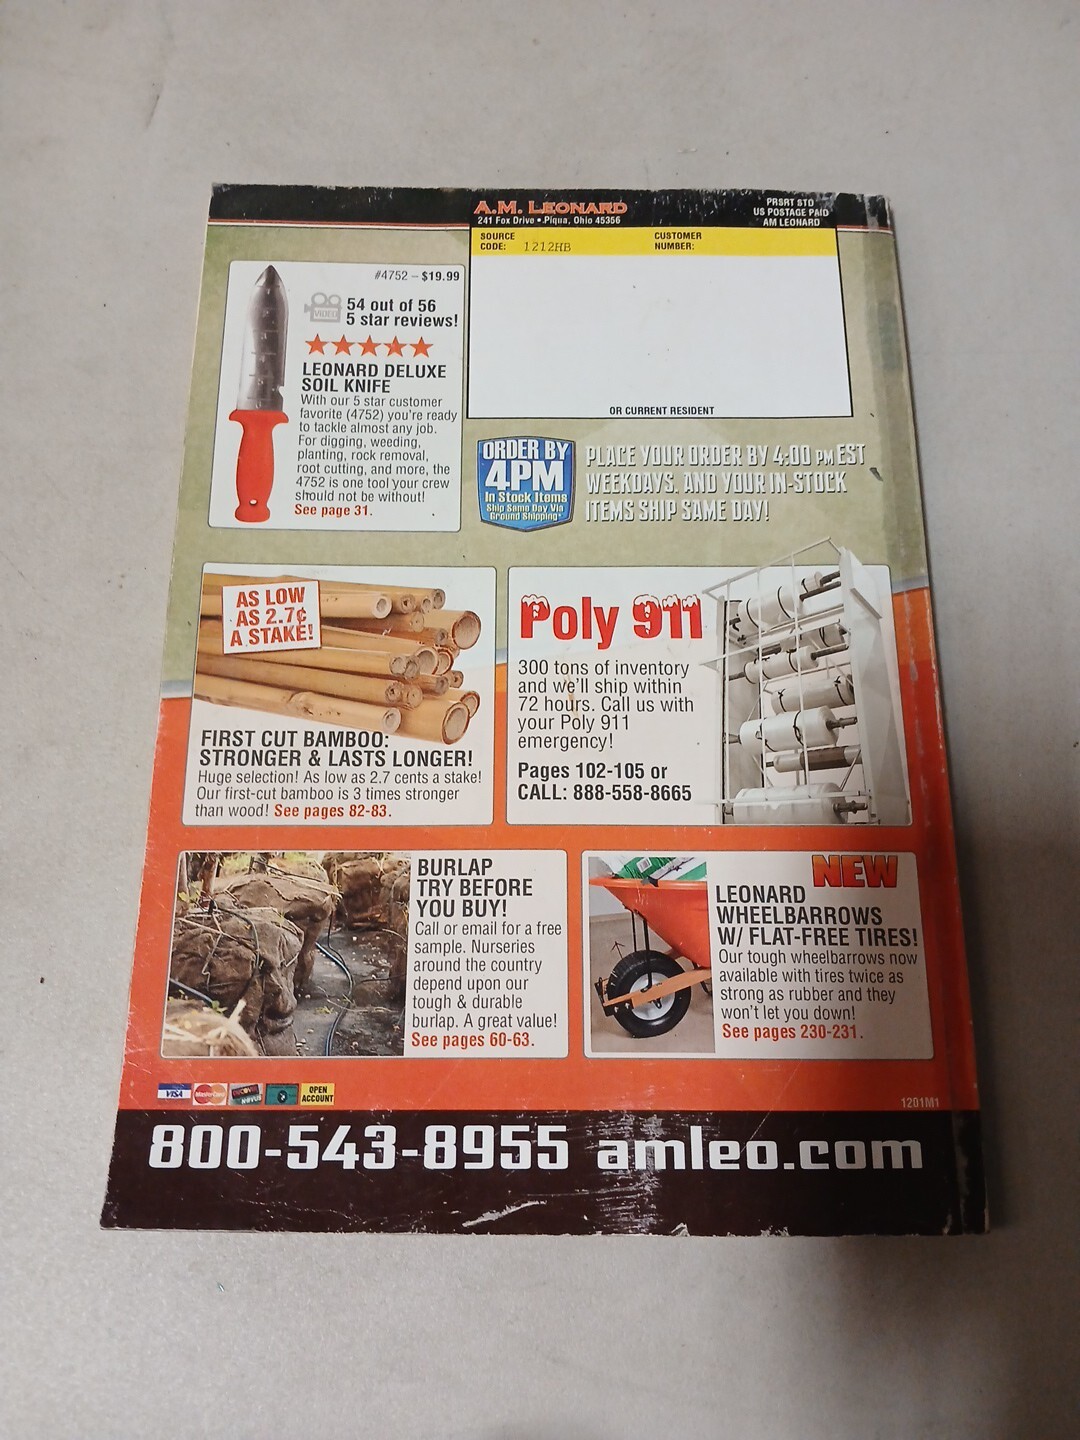 A.M. LEONARD
241 Fox Drive • Piqua, Ohio 45356
PRSRT STD
US POSTAGE PAID
AM LEONARD
SOURCE
CODE: 1212HB
CUSTOMER
NUMBER:
OR CURRENT RESIDENT
#4752 – $19.99
VIDEO
54 out of 56
5 star reviews!
LEONARD DELUXE
SOIL KNIFE
With our 5 star customer
favorite (4752) you're ready
to tackle almost any job.
For digging, weeding,
planting, rock removal,
root cutting, and more, the
4752 is one tool your crew
should not be without!
See page 31.
ORDER BY
4PM
In Stock Items
Ship Same Day Via
Ground Shipping*
PLACE YOUR ORDER BY 4:00 PM EST
WEEKDAYS. AND YOUR IN-STOCK
ITEMS SHIP SAME DAY!
AS LOW
AS 2.7¢
A STAKE!
FIRST CUT BAMBOO:
STRONGER & LASTS LONGER!
Huge selection! As low as 2.7 cents a stake!
Our first-cut bamboo is 3 times stronger
than wood! See pages 82-83.
Poly 911
300 tons of inventory
and we'll ship within
72 hours. Call us with
your Poly 911
emergency!
Pages 102-105 or
CALL: 888-558-8665
BURLAP
TRY BEFORE
YOU BUY!
Call or email for a free
sample. Nurseries
around the country
depend upon our
tough & durable
burlap. A great value!
See pages 60-63.
NEW
LEONARD
WHEELBARROWS
W/ FLAT-FREE TIRES!
Our tough wheelbarrows now
available with tires twice as
strong as rubber and they
won't let you down!
See pages 230-231.
VISA
MasterCard
DISCOVER
NOVUS
OPEN
ACCOUNT
1201M1
800-543-8955 amleo.com